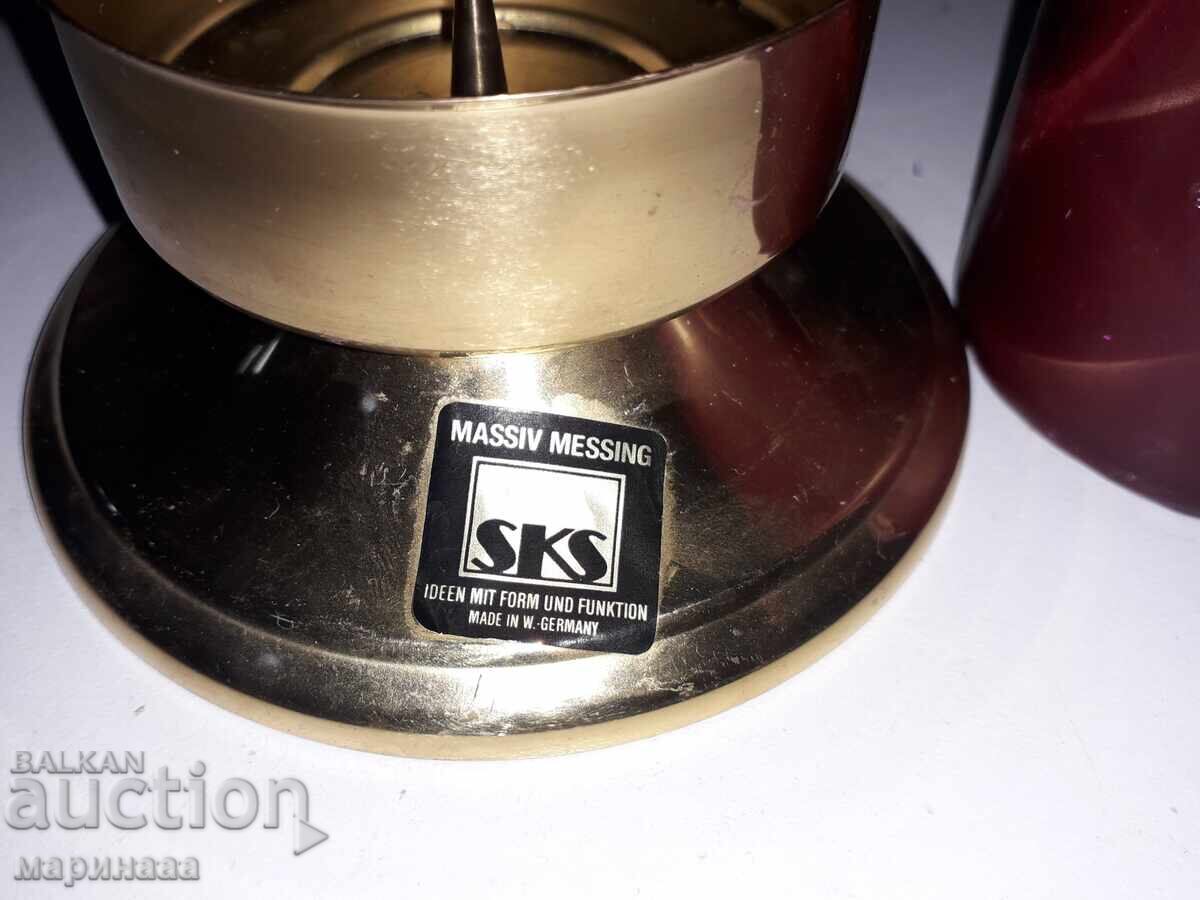 MASSIV MESSING
SKS
IDEEN MIT FORM UND FUNKTION
MADE IN W.-GERMANY
BALKAN
auction
маринааа